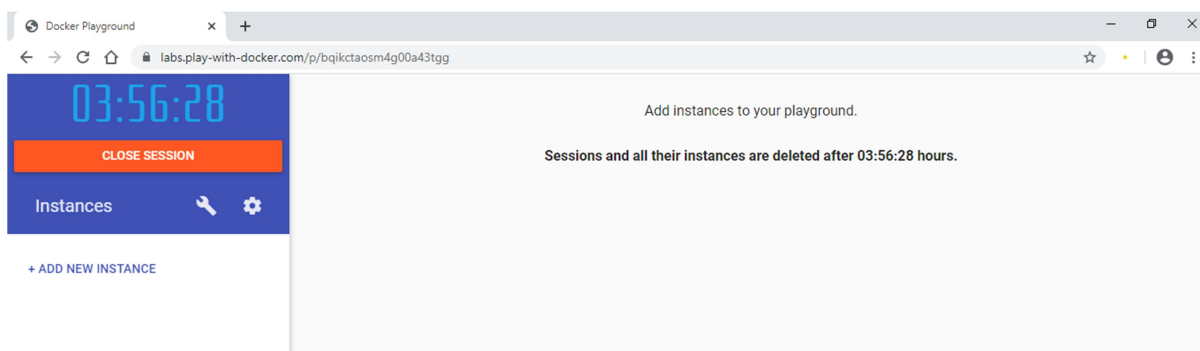 Docker Playground
labs.play-with-docker.com/p/bqikctaosm4g00a43tgg
03:56:28
CLOSE SESSION
Instances
+ ADD NEW INSTANCE
Add instances to your playground.
Sessions and all their instances are deleted after 03:56:28 hours.